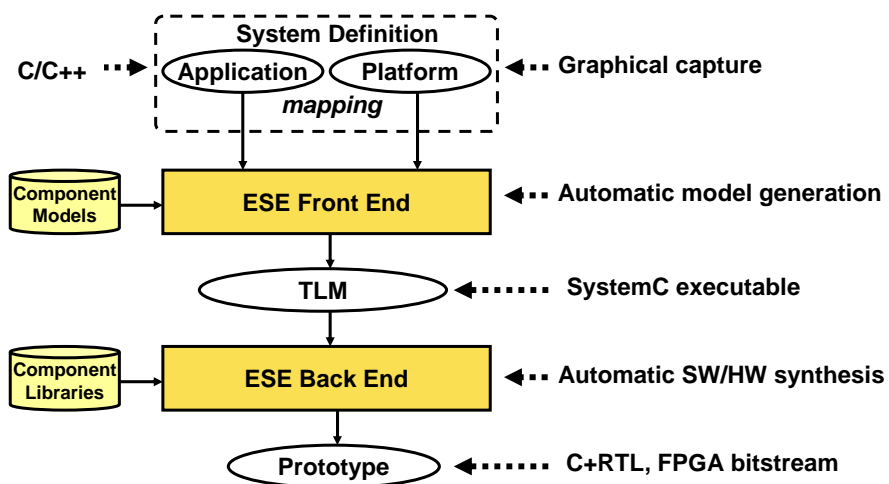 System Definition
C/C++
Application
Platform
Graphical capture
mapping
Component
Models
ESE Front End
Automatic model generation
TLM
SystemC executable
Component
Libraries
ESE Back End
Automatic SW/HW synthesis
Prototype
C+RTL, FPGA bitstream